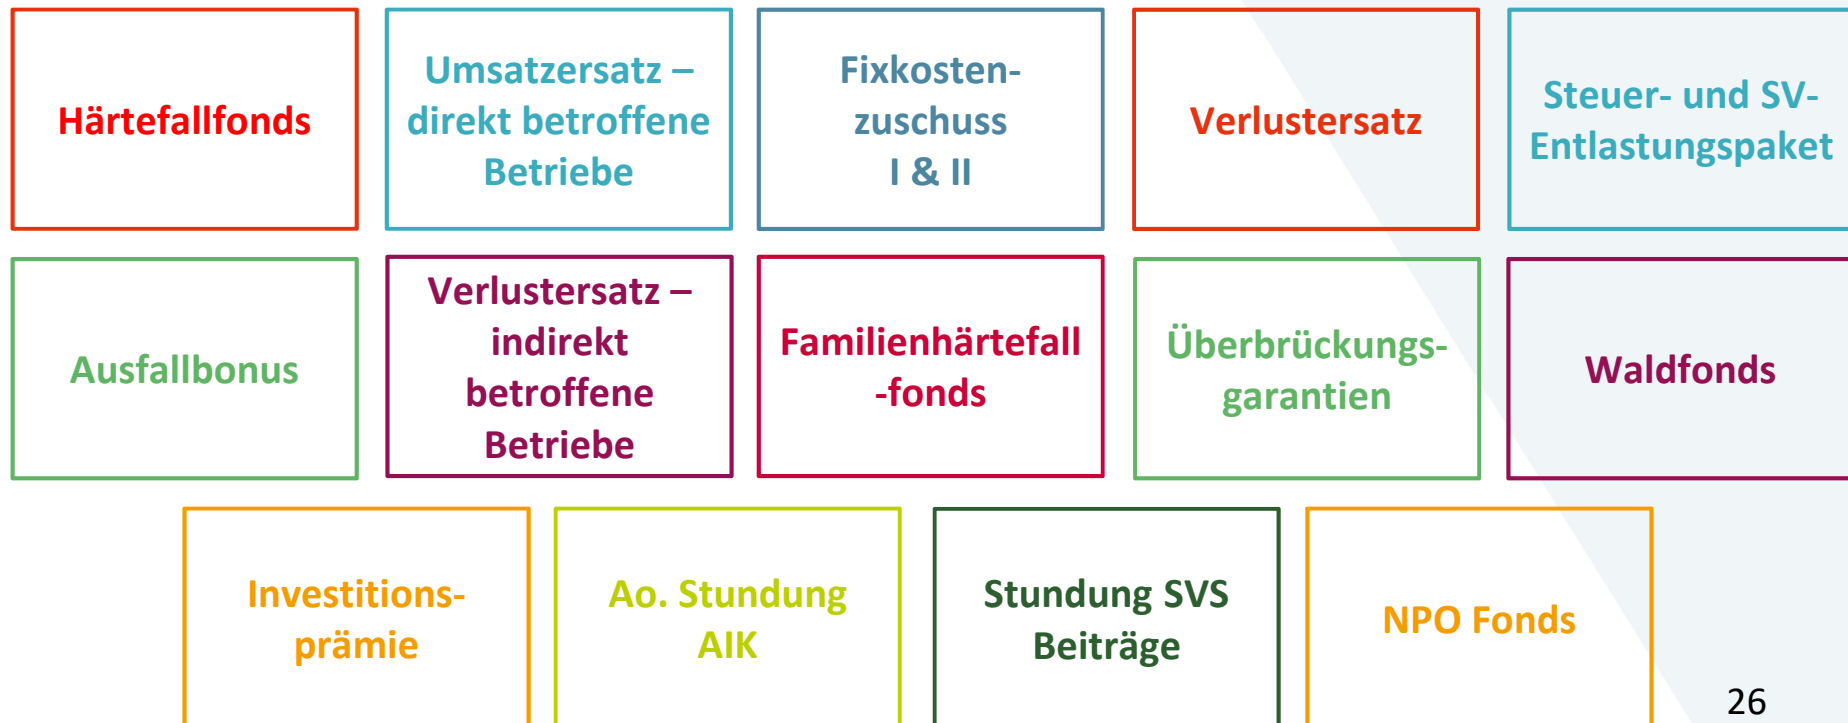 Härtefallfonds
Umsatzersatz –
direkt betroffene
Betriebe
Fixkosten-
zuschuss
I & II
Verlustersatz
Steuer- und SV-
Entlastungspaket
Ausfallbonus
Verlustersatz –
indirekt
betroffene
Betriebe
Familienhärtefall
-fonds
Überbrückungs-
garantien
Waldfonds
Investitions-
prämie
Ao. Stundung
AIK
Stundung SVS
Beiträge
NPO Fonds
26